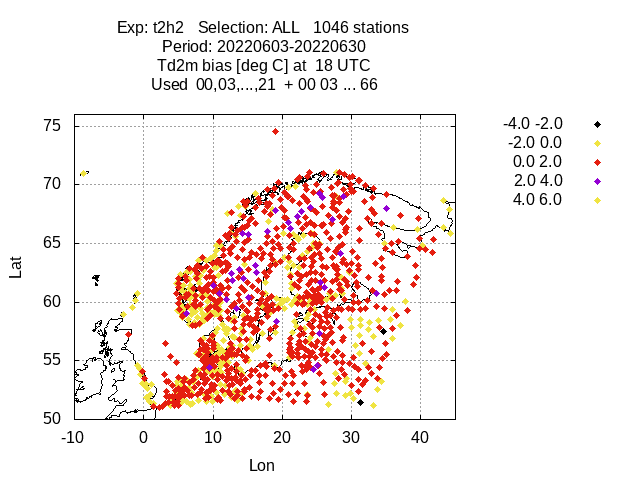 Exp: t2h2 Selection: ALL 1046 stations
Period: 20220603-20220630
Td2m bias [deg C] at 18 UTC
Used 00,03,...,21 + 00 03 ... 66
-4.0 -2.0
-2.0 0.0
0.0 2.0
2.0 4.0
4.0 6.0
75
70
65
60
55
50
Lat
-10 0 10 20 30 40
Lon